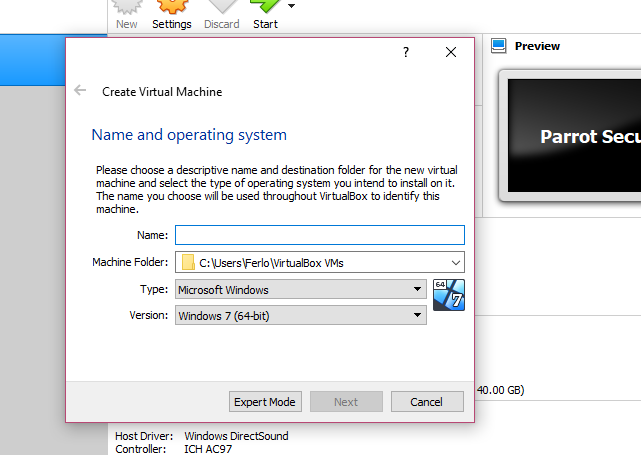 New Settings Discard Start
Preview
?
Create Virtual Machine
Parrot Secu
Name and operating system
Please choose a descriptive name and destination folder for the new virtual
machine and select the type of operating system you intend to install on it.
The name you choose will be used throughout VirtualBox to identify this
machine.
Name:
Machine Folder: C:\Users\Ferlo\VirtualBox VMs
Type: Microsoft Windows
64
7
Version: Windows 7 (64-bit)
40.00 GB)
Expert Mode Next Cancel
Host Driver: Windows DirectSound
Controller: ICH AC97